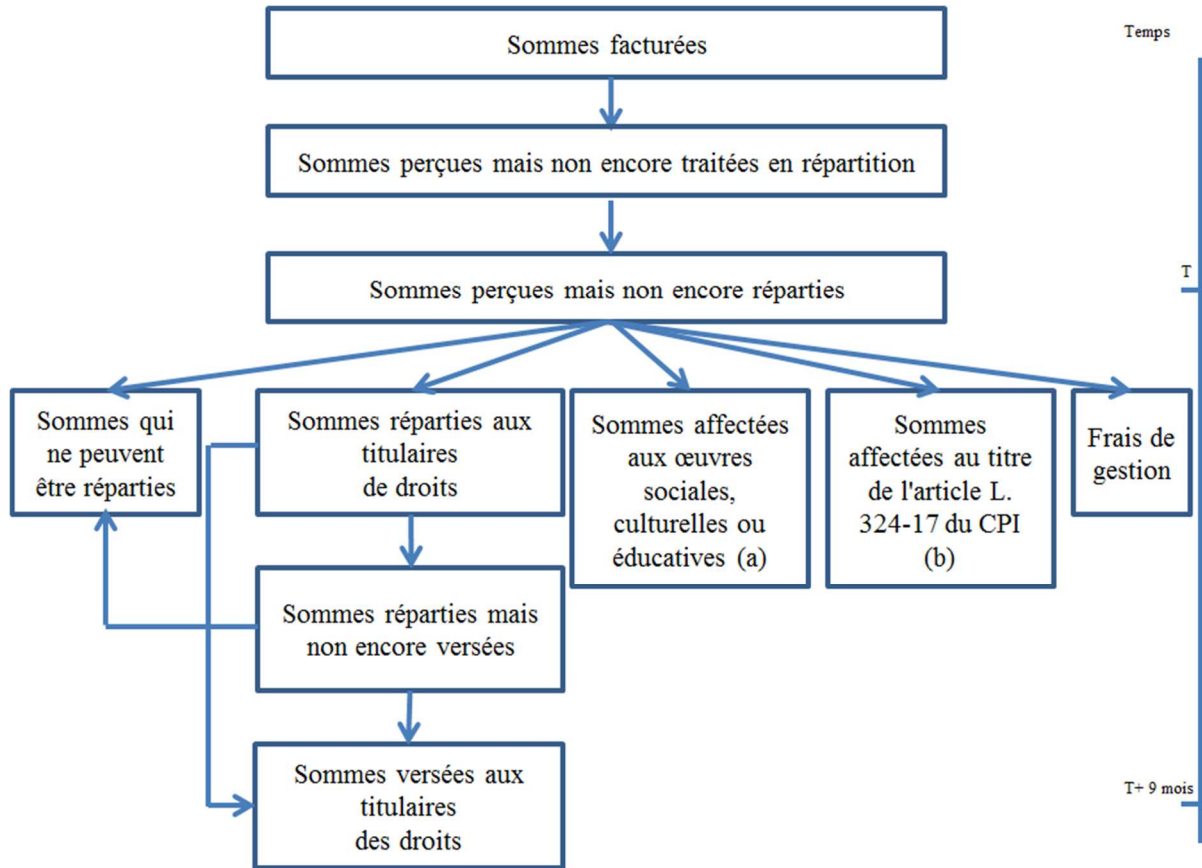 Sommes facturées
Temps
Sommes perçues mais non encore traitées en répartition
Sommes perçues mais non encore réparties
T
Sommes qui
ne peuvent
être réparties
Sommes réparties aux
titulaires
de droits
Sommes affectées
aux œuvres
sociales,
culturelles ou
éducatives (a)
Sommes
affectées au titre
de l'article L.
324-17 du CPI
(b)
Frais de
gestion
Sommes réparties mais
non encore versées
Sommes versées aux
titulaires
des droits
T+ 9 mois